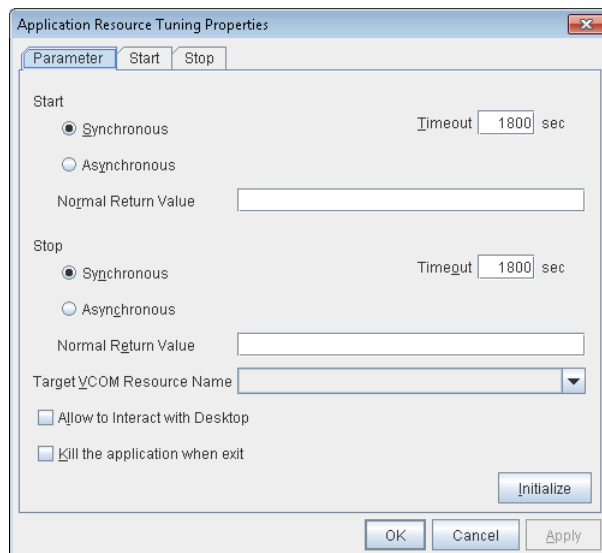 Application Resource Tuning Properties
Parameter Start Stop
Start
Synchronous Timeout 1800 sec
Asynchronous
Normal Return Value
Stop
Synchronous Timeout 1800 sec
Asynchronous
Normal Return Value
Target VCOM Resource Name
Allow to Interact with Desktop
Kill the application when exit
Initialize
OK Cancel Apply